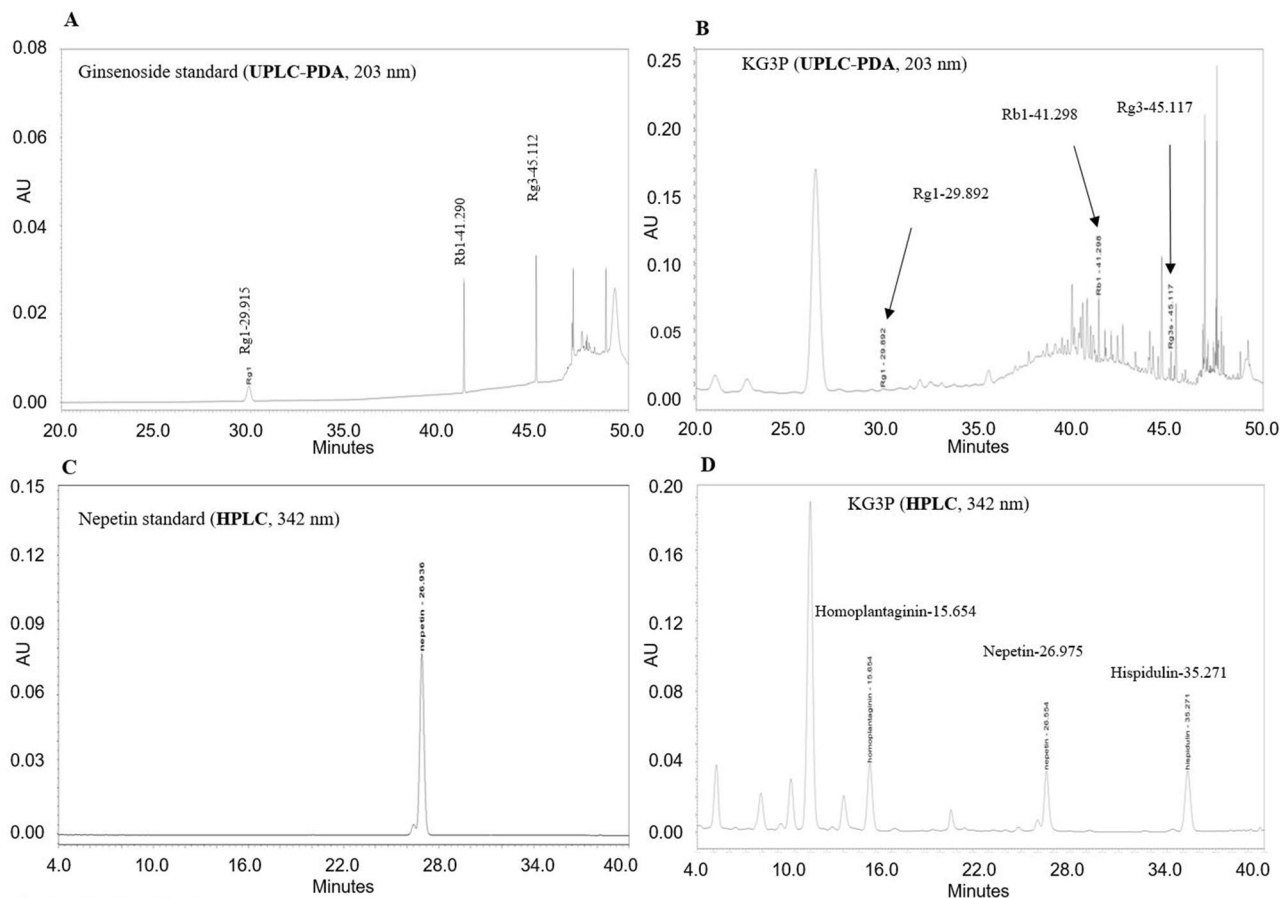 A
Ginsenoside standard (UPLC-PDA, 203 nm)
0.08
0.06
0.04
0.02
0.00
AU
Rg1
Rg1-29.915
Rb1-41.290
Rg3-45.112
20.0 25.0 30.0 35.0 40.0 45.0 50.0
Minutes
B
KG3P (UPLC-PDA, 203 nm)
0.25
0.20
0.15
0.10
0.05
0.00
AU
Rg1-29.892
Rb1-41.298
Rg3-45.117
Rg1 - 29.892
Rb1 - 41.298
Rg3s - 45.117
20 25.0 30.0 35.0 40.0 45.0 50.0
Minutes
C
Nepetin standard (HPLC, 342 nm)
0.15
0.12
0.09
0.06
0.03
0.00
AU
nepetin - 26.936
4.0 10.0 16.0 22.0 28.0 34.0 40.0
Minutes
D
KG3P (HPLC, 342 nm)
0.20
0.16
0.12
0.08
0.04
0.00
AU
Homoplantaginin-15.654
Nepetin-26.975
Hispidulin-35.271
homoplantaginin - 15.654
nepetin - 26.554
hispidulin - 35.271
4.0 10.0 16.0 22.0 28.0 34.0 40.0
Minutes